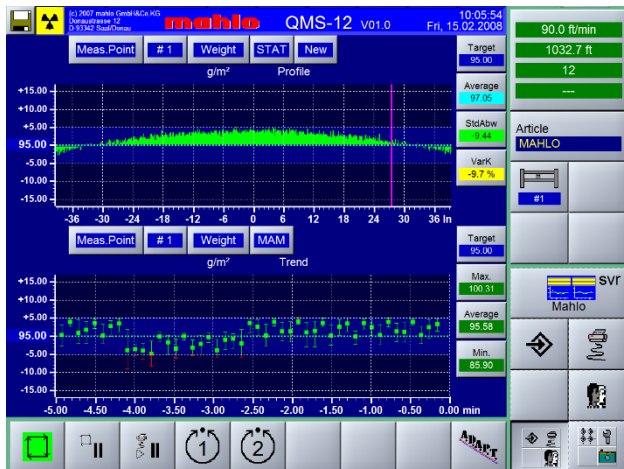 (c) 2007 mahlo GmbH&Co.KG
Donaustrasse 12
D-93342 Saal/Donau
mahlo
QMS-12 V01.0
10:05:54
Fri, 15.02.2008
90.0 ft/min
1032.7 ft
12
---
Meas.Point #1 Weight STAT New
g/m² Profile
Target
95.00
Average
97.05
StdAbw
-9.44
VarK
-9.7 %
+15.00
+10.00
+5.00
95.00
-5.00
-10.00
-15.00
-36 -30 -24 -18 -12 -6 0 6 12 18 24 30 36 In
Article
MAHLO
#1
Meas.Point #1 Weight MAM
g/m² Trend
Target
95.00
Max.
100.31
Average
95.58
Min.
85.90
+15.00
+10.00
+5.00
95.00
-5.00
-10.00
-15.00
-5.00 -4.50 -4.00 -3.50 -3.00 -2.50 -2.00 -1.50 -1.00 -0.50 0.00 min
svr
Mahlo
1
2
ADAPT